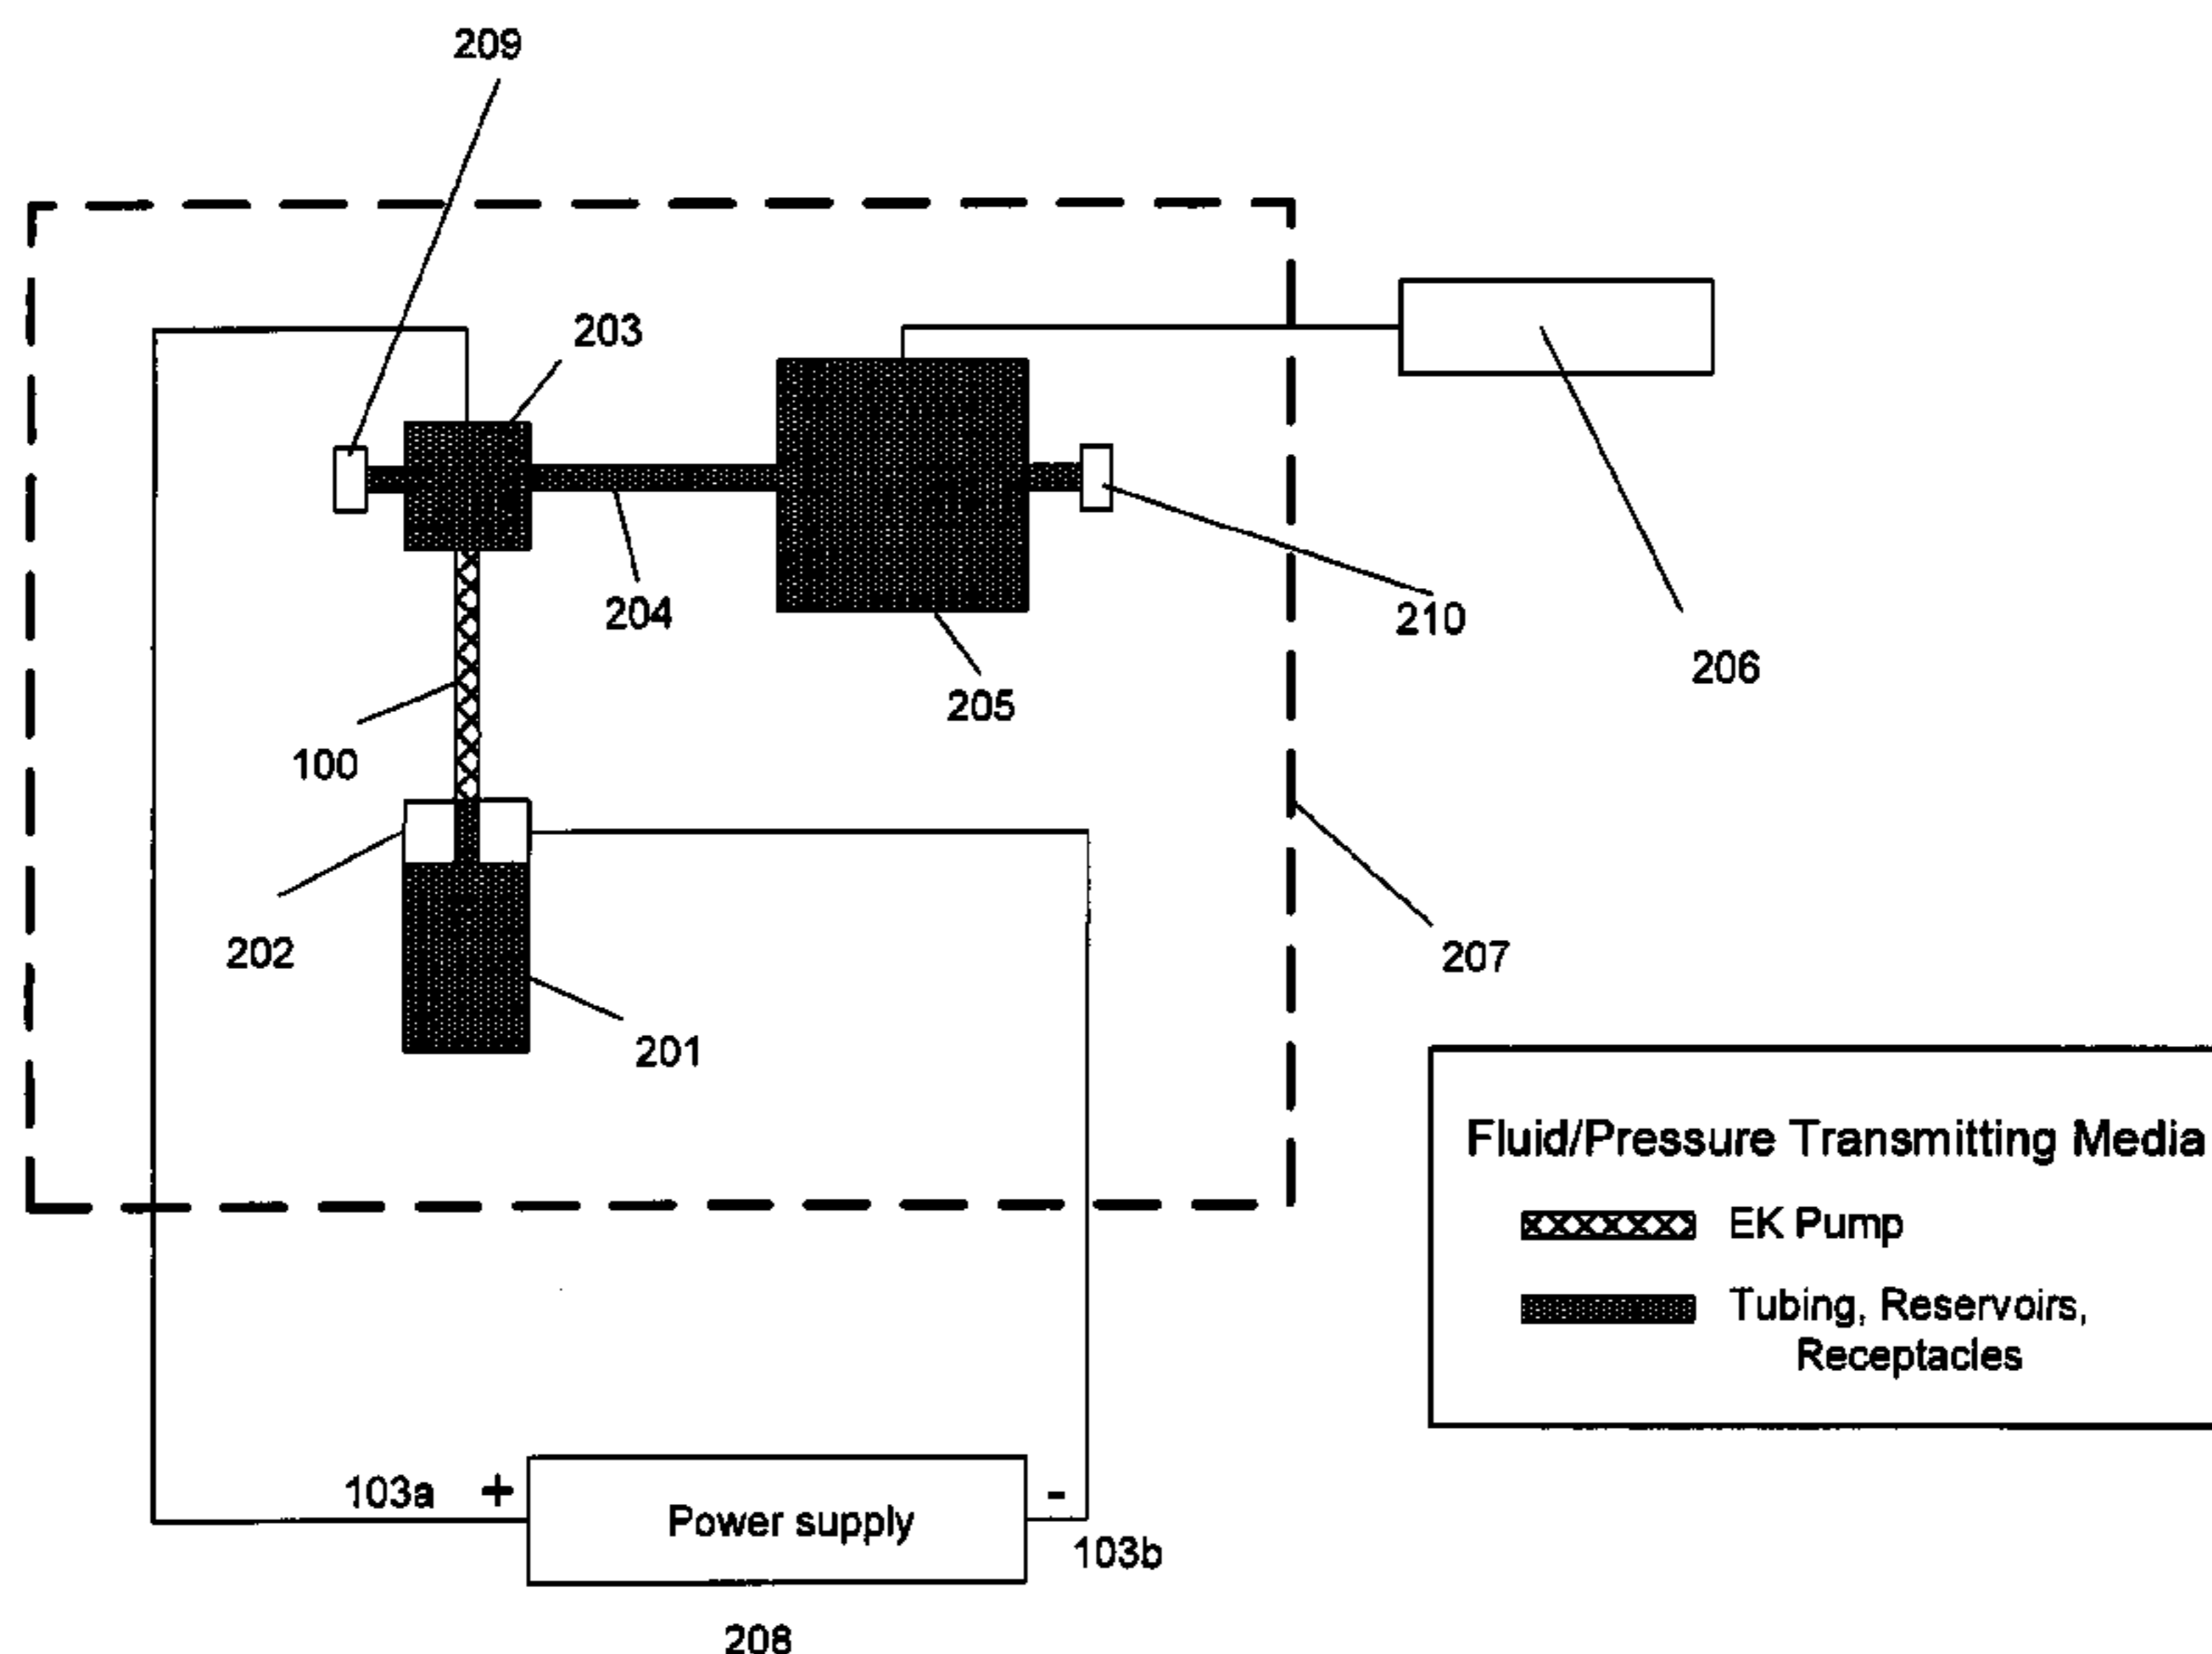 209
203
204
210
206
205
100
202
207
201
Fluid/Pressure Transmitting Media
EK Pump
Tubing, Reservoirs,
Receptacles
103a
+
Power supply
-
103b
208